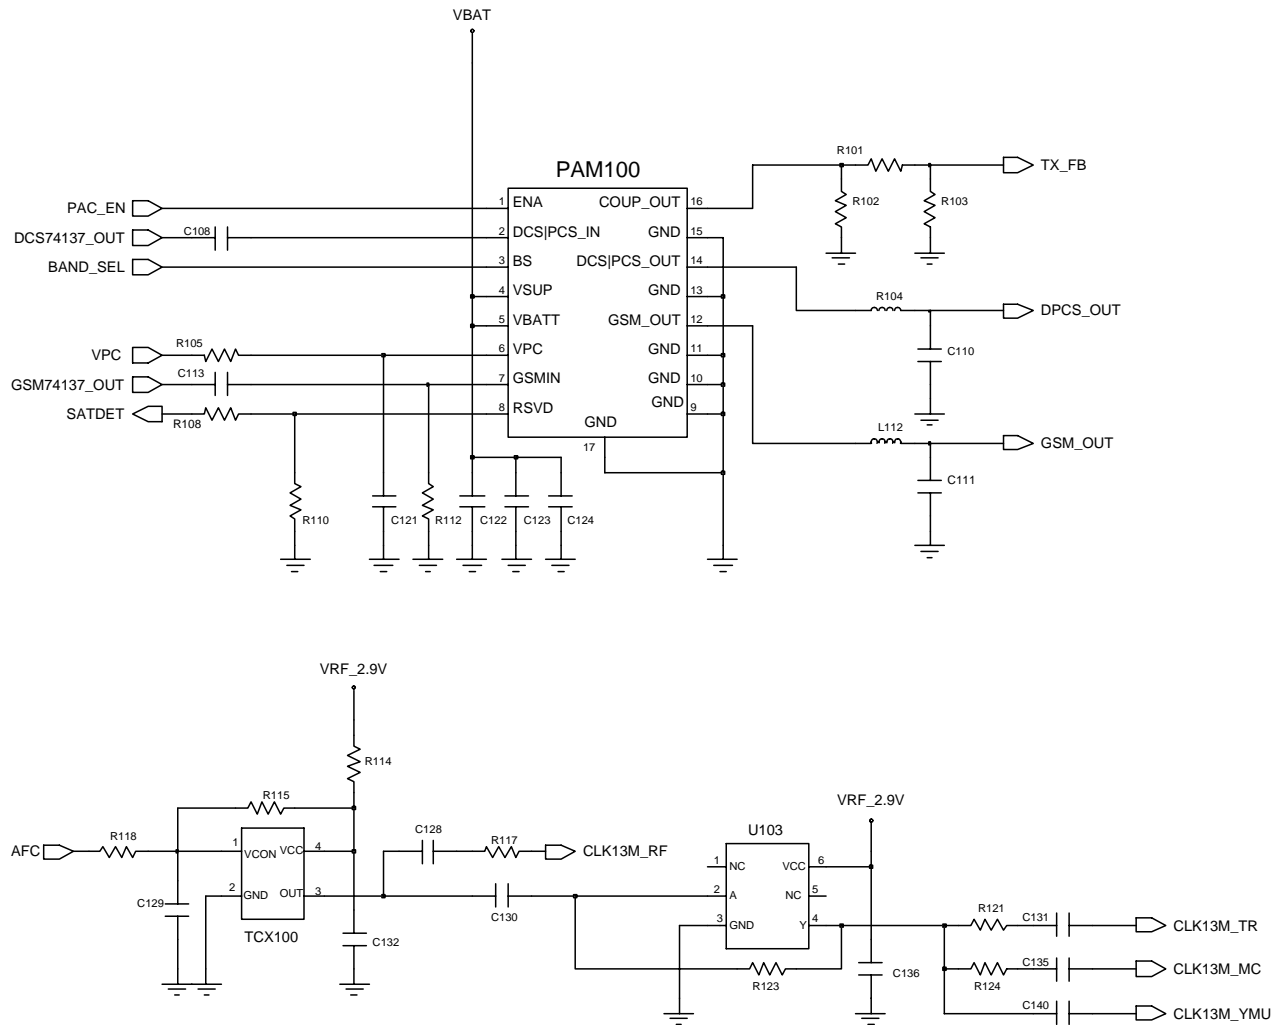 VBAT
PAM100
PAC_EN
DCS74137_OUT
BAND_SEL
VPC
GSM74137_OUT
SATDET
C108
R105
C113
R108
1 ENA
2 DCS|PCS_IN
3 BS
4 VSUP
5 VBATT
6 VPC
7 GSMIN
8 RSVD
COUP_OUT 16
GND 15
DCS|PCS_OUT 14
GND 13
GSM_OUT 12
GND 11
GND 10
GND 9
GND
17
R101
R102
R103
TX_FB
R104
DPCS_OUT
C110
L112
GSM_OUT
C111
R110
C121
R112
C122
C123
C124
VRF_2.9V
R114
R115
AFC
R118
C129
1 VCON
2 GND
VCC 4
OUT 3
TCX100
C132
C128
R117
CLK13M_RF
C130
VRF_2.9V
U103
1 NC
2 A
3 GND
VCC 6
NC 5
Y 4
R123
C136
R121
C131
CLK13M_TR
R124
C135
CLK13M_MC
C140
CLK13M_YMU